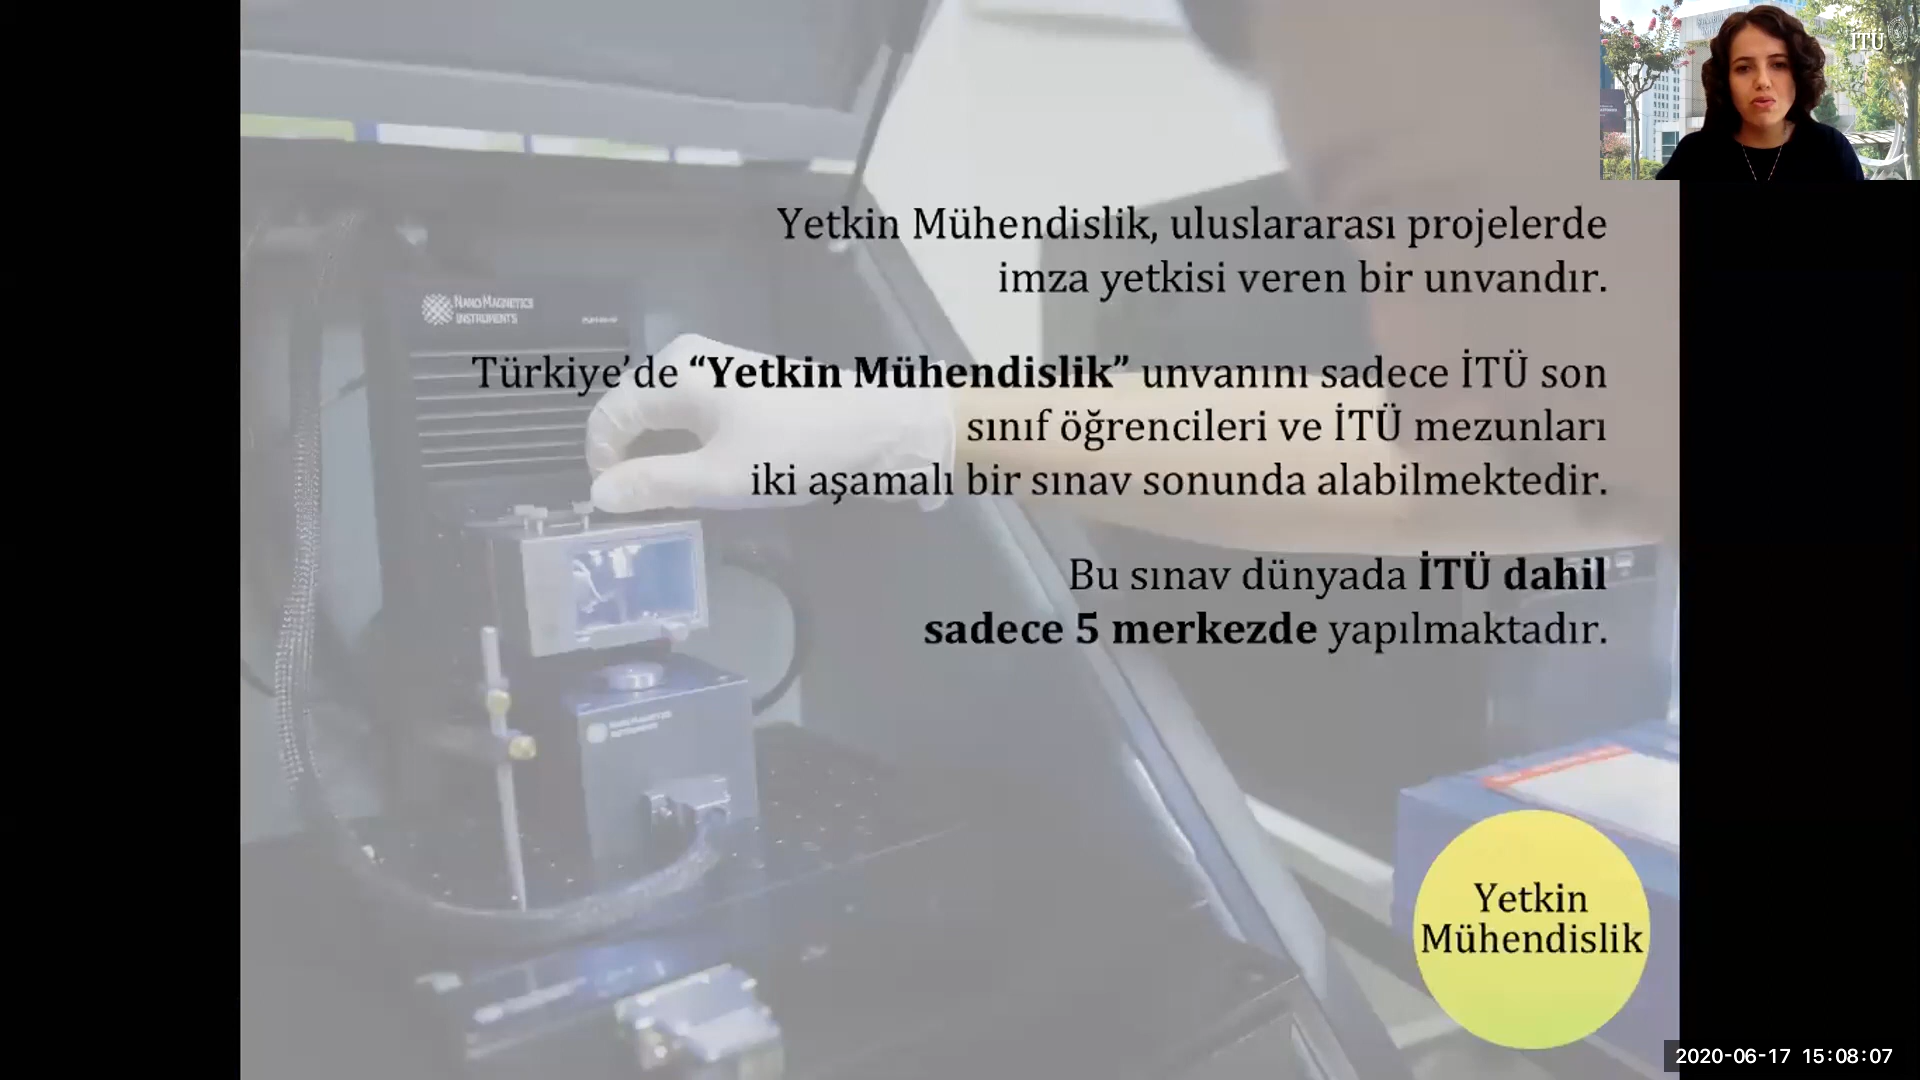 İTÜ
Yetkin Mühendislik, uluslararası projelerde
imza yetkisi veren bir unvandır.
NANOMAGNETICS
INSTRUMENTS
Türkiye’de “Yetkin Mühendislik” unvanını sadece İTÜ son
sınıf öğrencileri ve İTÜ mezunları
iki aşamalı bir sınav sonunda alabilmektedir.
Bu sınav dünyada İTÜ dahil
sadece 5 merkezde yapılmaktadır.
Yetkin
Mühendislik
2020-06-17 15:08:07